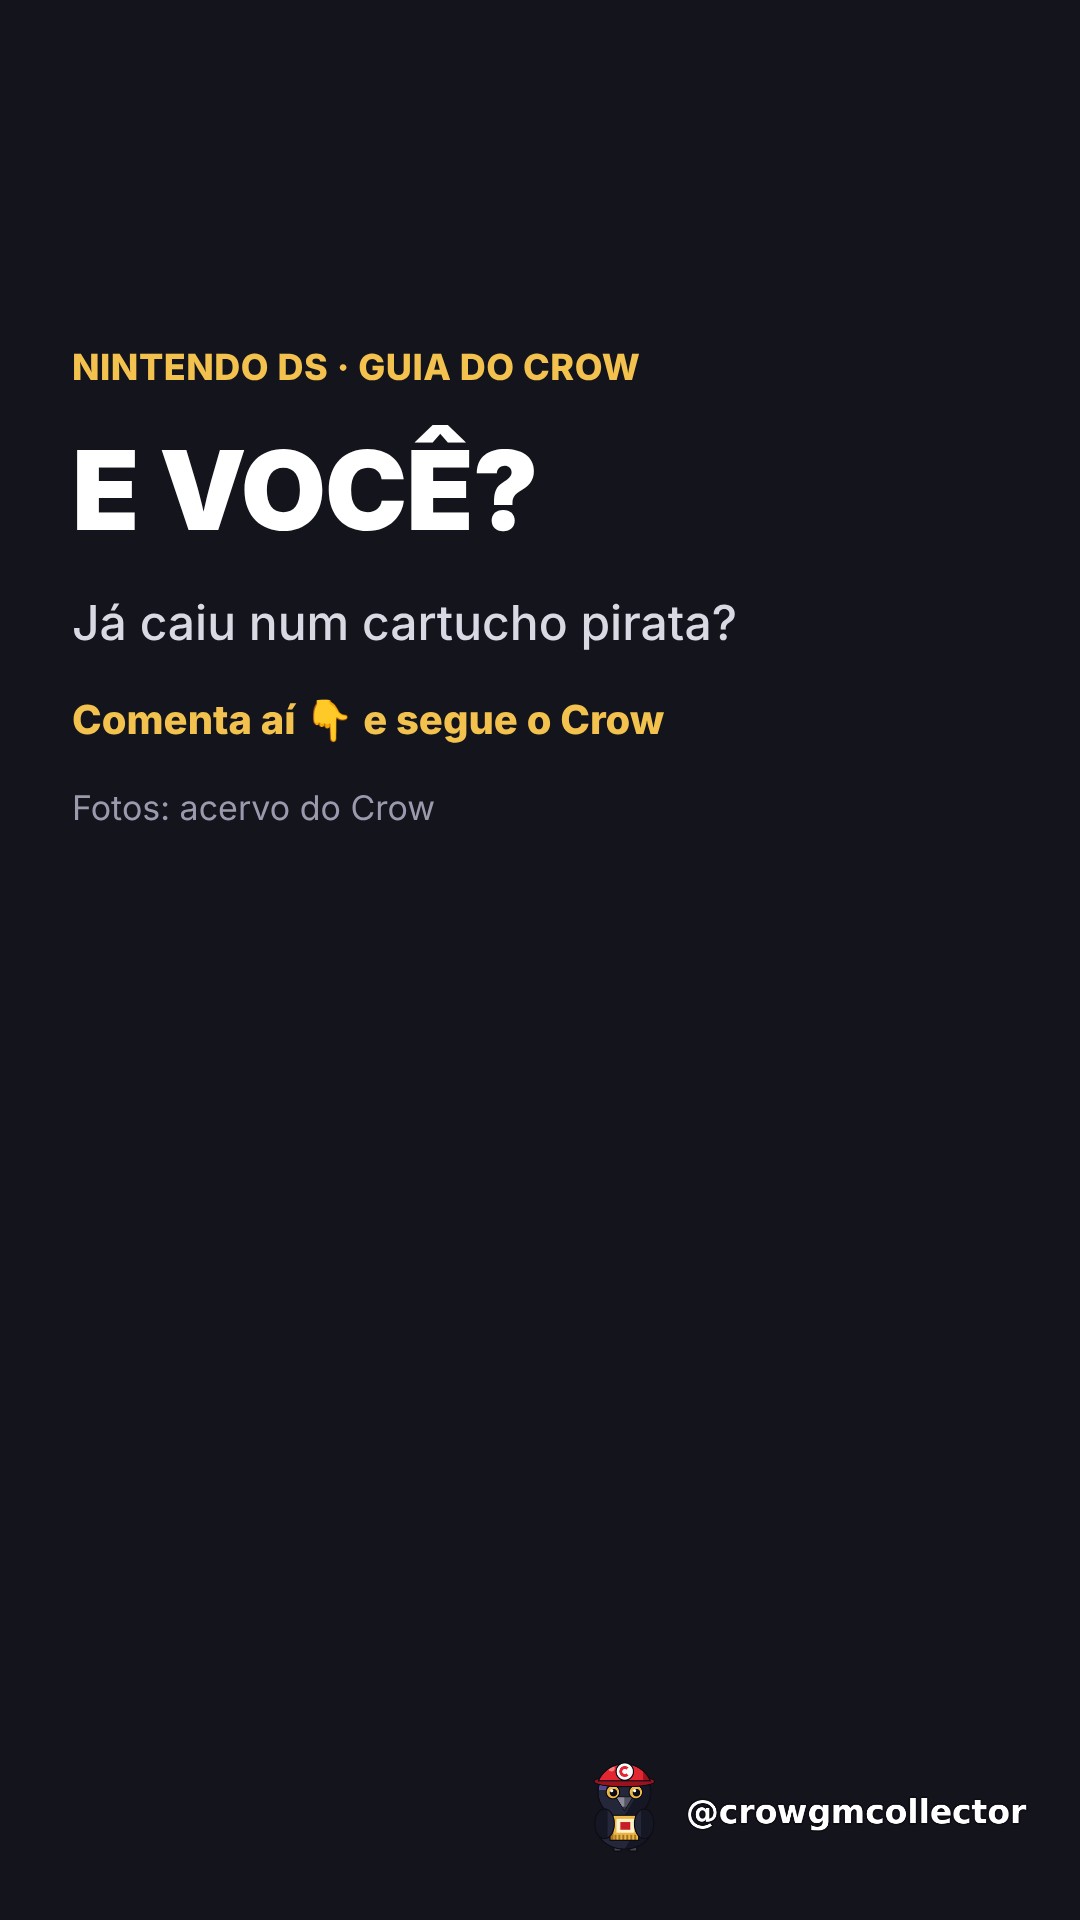 NINTENDO DS · GUIA DO CROW
E VOCÊ?
Já caiu num cartucho pirata?
Comenta aí 👇 e segue o Crow
Fotos: acervo do Crow
C
@crowgmcollector